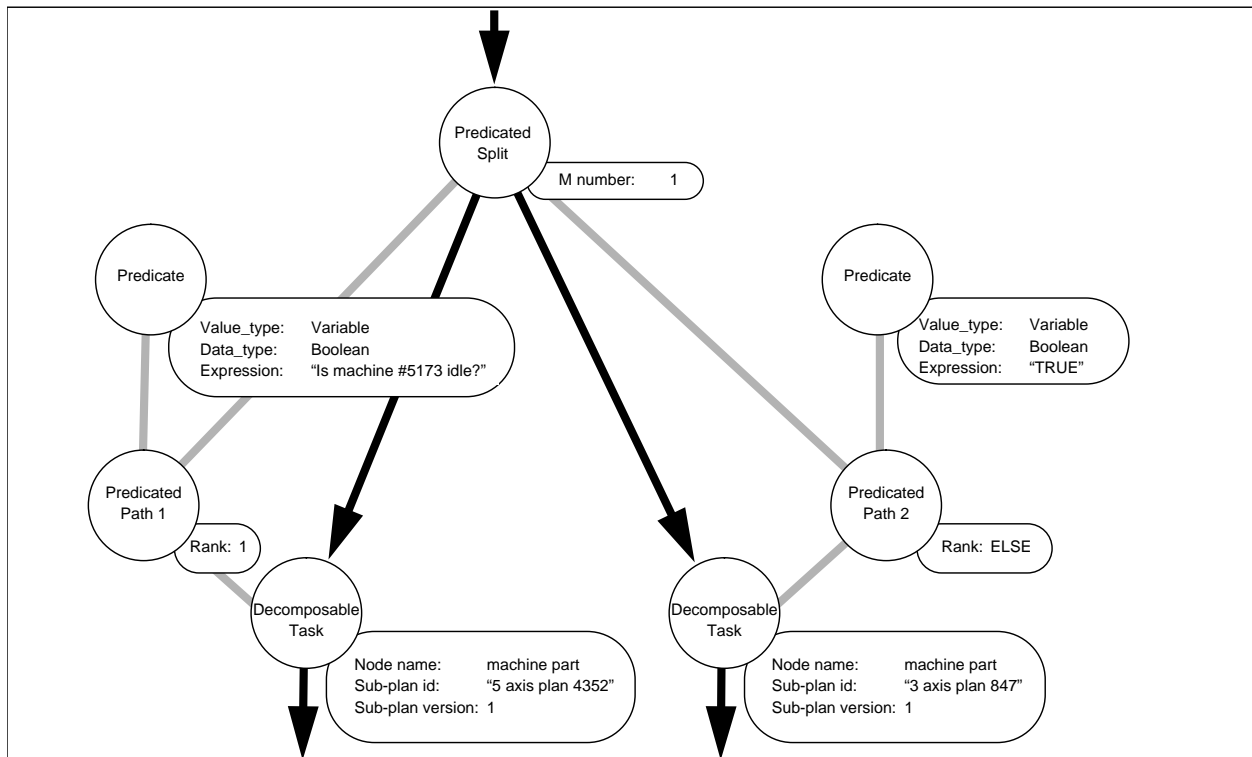 Predicated
Split
M number: 1
Predicate
Value_type: Variable
Data_type: Boolean
Expression: “Is machine #5173 idle?”
Predicate
Value_type: Variable
Data_type: Boolean
Expression: “TRUE”
Predicated
Path 1
Rank: 1
Predicated
Path 2
Rank: ELSE
Decomposable
Task
Node name: machine part
Sub-plan id: “5 axis plan 4352”
Sub-plan version: 1
Decomposable
Task
Node name: machine part
Sub-plan id: “3 axis plan 847”
Sub-plan version: 1